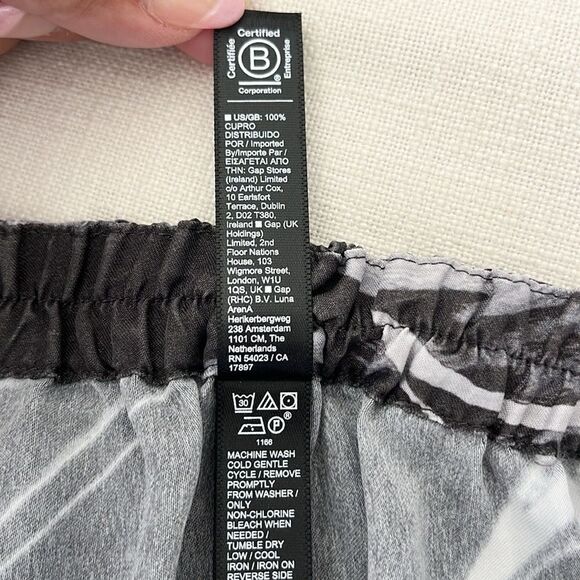 Certified
Certifiée
B
®
Entreprise
Corporation
■ US/GB: 100%
CUPRO
DISTRIBUIDO
POR / Imported
By/Importe Par /
ΕΙΣΑΓΕΤΑΙ ΑΠΟ
ΤΗΝ: Gap Stores
(Ireland) Limited
c/o Arthur Cox,
10 Earlsfort
Terrace, Dublin
2, D02 T380,
Ireland ■ Gap (UK
Holdings)
Limited, 2nd
Floor Nations
House, 103
Wigmore Street,
London, W1U
1QS, UK ■ Gap
(RHC) B.V. Luna
ArenA
Herikerbergweg
238 Amsterdam
1101 CM, The
Netherlands
RN 54023 / CA
17897
30
P ®
1166
MACHINE WASH
COLD GENTLE
CYCLE / REMOVE
PROMPTLY
FROM WASHER /
ONLY
NON-CHLORINE
BLEACH WHEN
NEEDED /
TUMBLE DRY
LOW / COOL
IRON / IRON ON
REVERSE SIDE